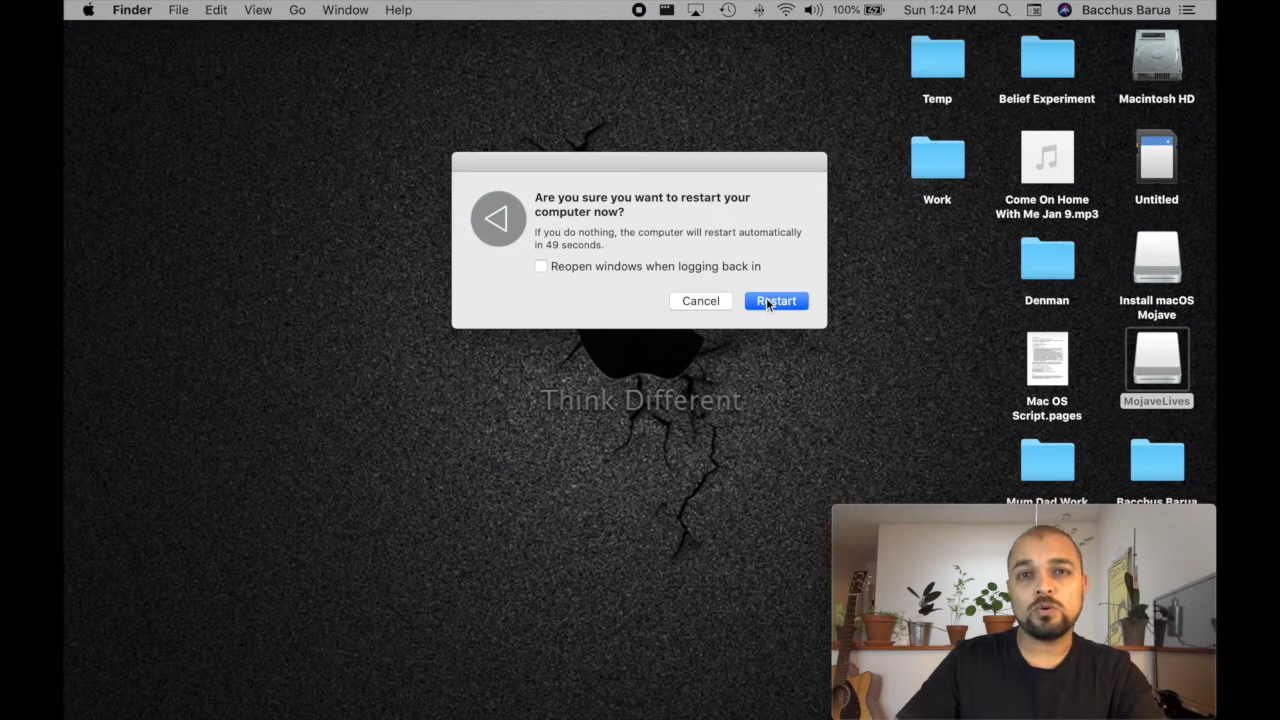 Finder File Edit View Go Window Help 100% Sun 1:24 PM Bacchus Barua
Temp
Belief Experiment
Macintosh HD
Work
Come On Home
With Me Jan 9.mp3
Untitled
Are you sure you want to restart your
computer now?
If you do nothing, the computer will restart automatically
in 49 seconds.
Reopen windows when logging back in
Cancel
Restart
Denman
Install macOS
Mojave
Think Different
Mac OS
Script.pages
MojaveLives
Mum Dad Work
Bacchus Barua